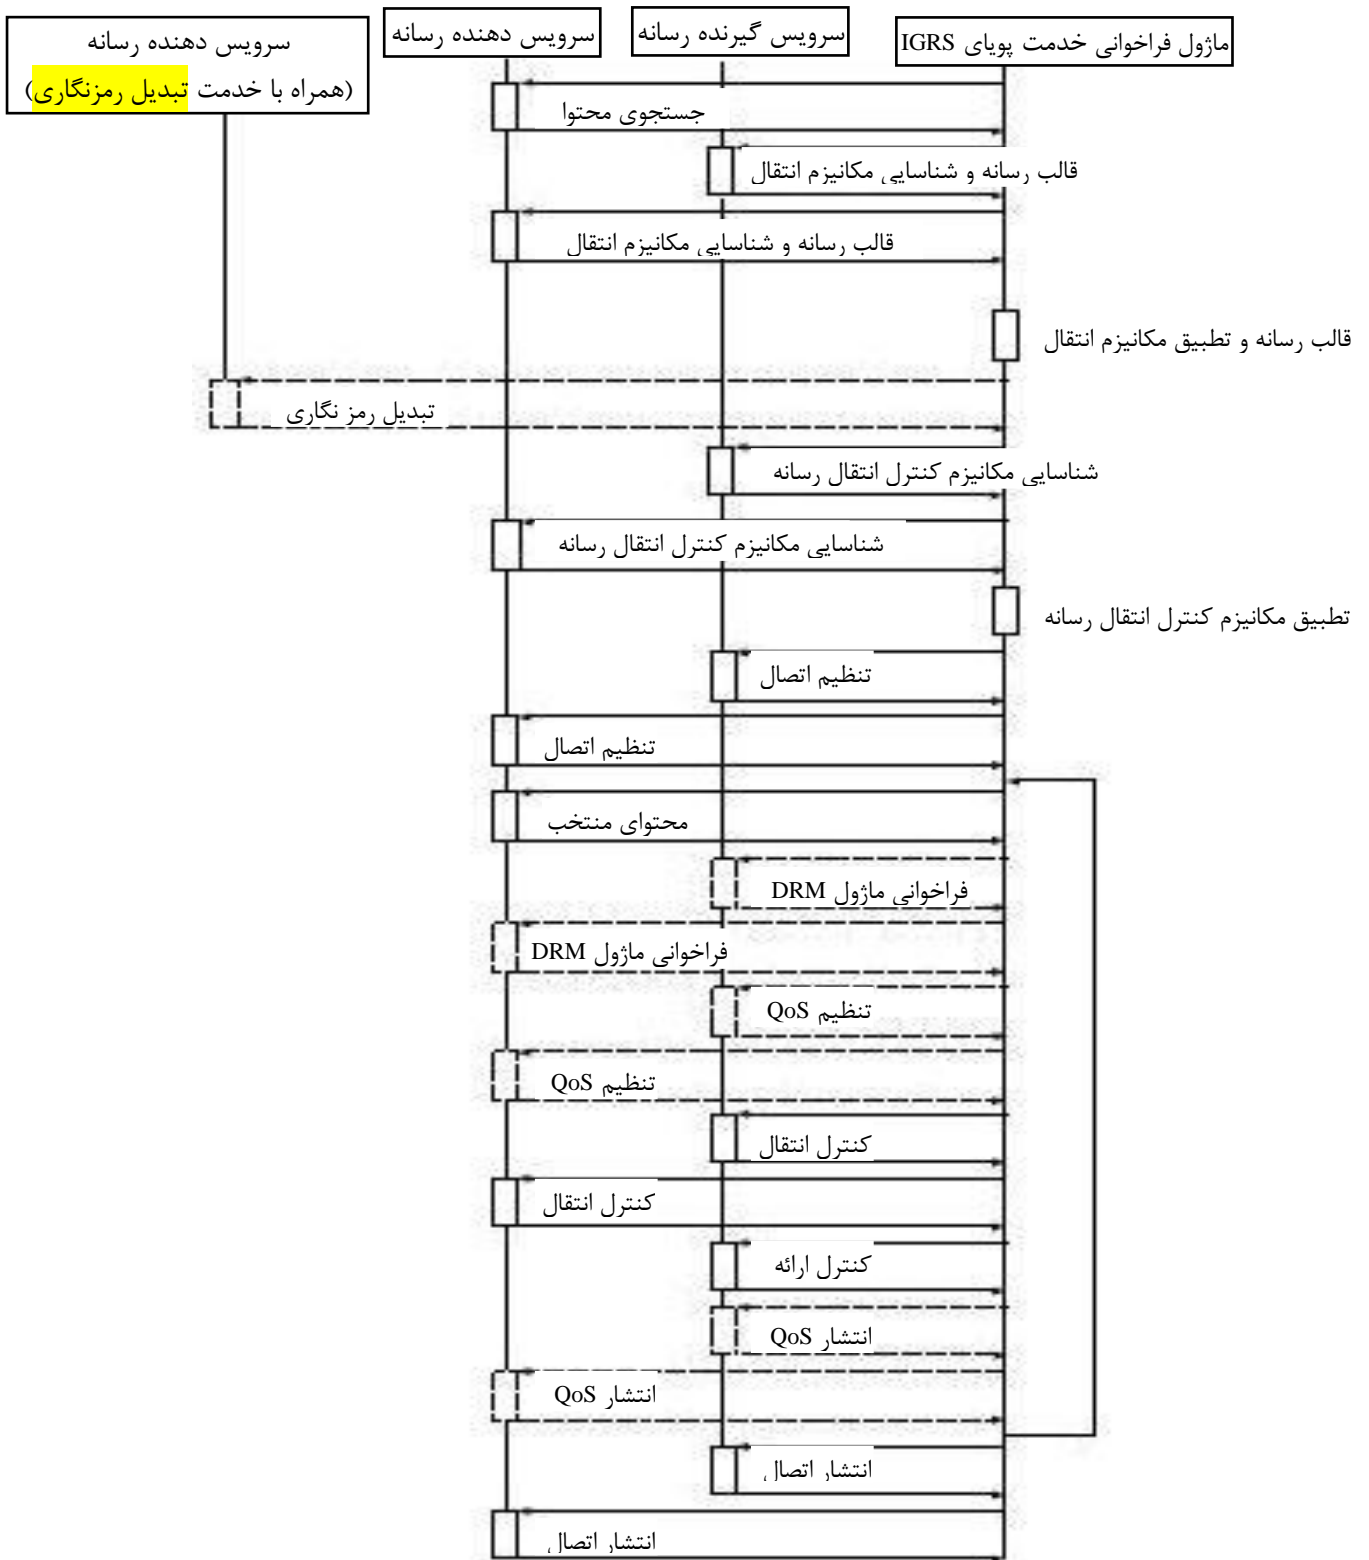 ماژول فراخوانی خدمت پویای IGRS
سرویس گیرنده رسانه
سرویس دهنده رسانه
سرویس دهنده رسانه
(همراه با خدمت تبدیل رمزنگاری)
جستجوی محتوا
قالب رسانه و شناسایی مکانیزم انتقال
قالب رسانه و شناسایی مکانیزم انتقال
قالب رسانه و تطبیق مکانیزم انتقال
تبدیل رمز نگاری
شناسایی مکانیزم کنترل انتقال رسانه
شناسایی مکانیزم کنترل انتقال رسانه
تطبیق مکانیزم کنترل انتقال رسانه
تنظیم اتصال
تنظیم اتصال
محتوای منتخب
فراخوانی ماژول DRM
فراخوانی ماژول DRM
تنظیم QoS
تنظیم QoS
کنترل انتقال
کنترل انتقال
کنترل ارائه
انتشار QoS
انتشار QoS
انتشار اتصال
انتشار اتصال